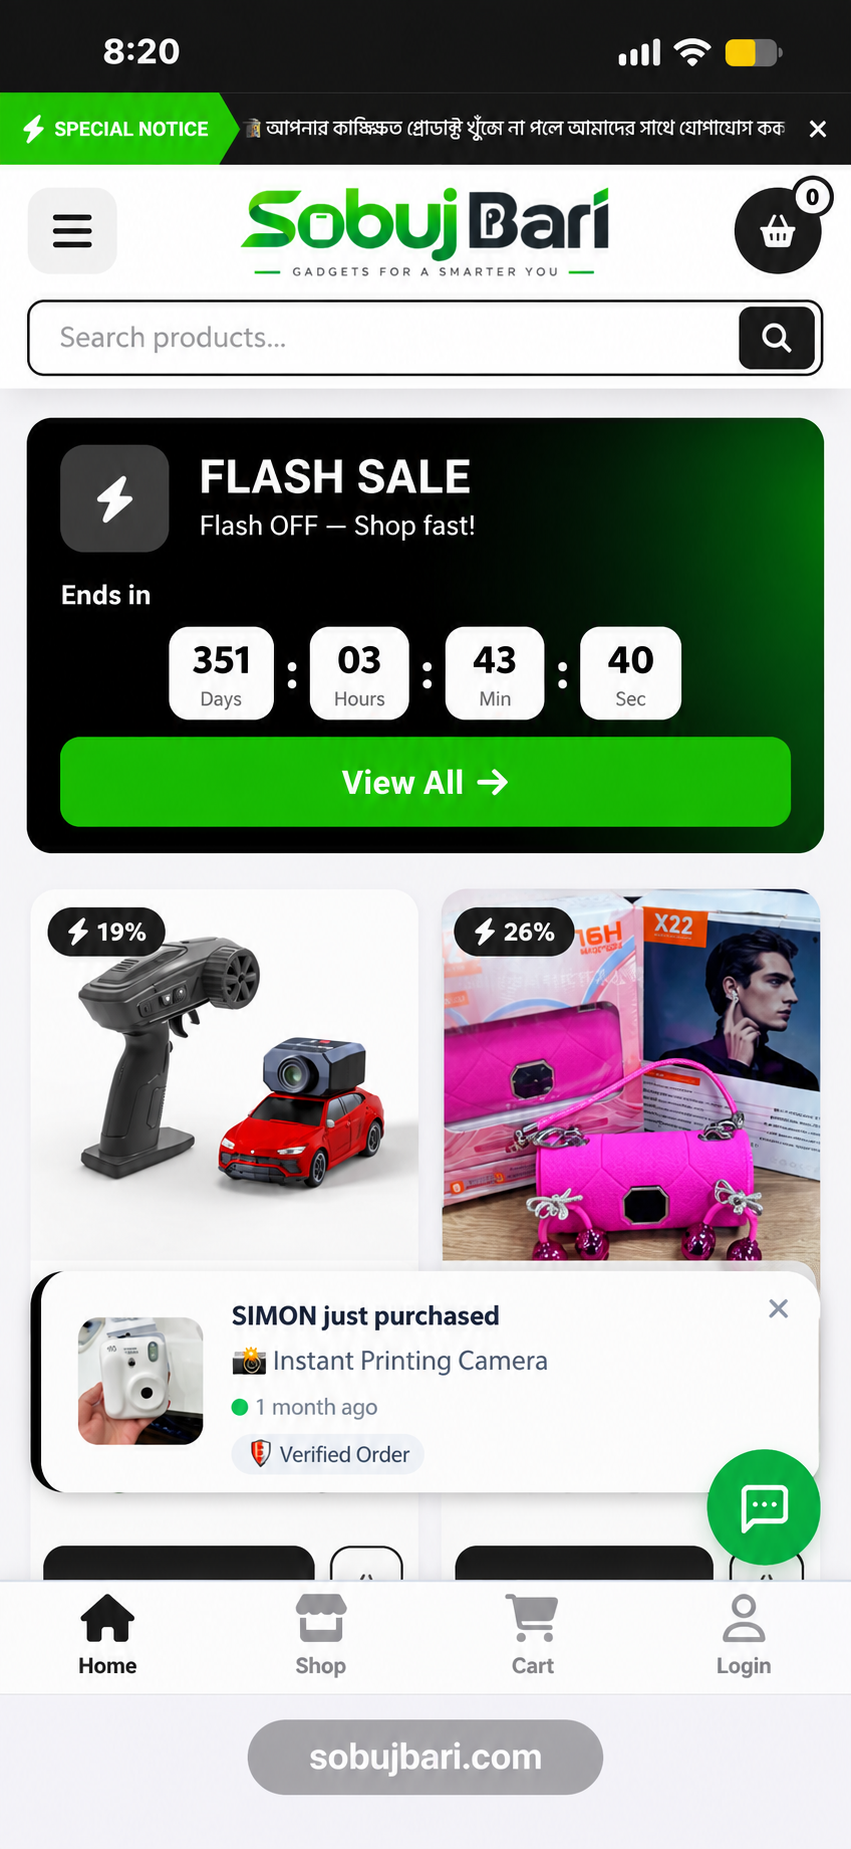 8:20
SPECIAL NOTICE
আপনার কাঙ্ক্ষিত প্রোডাক্ট খুঁজে না পেলে আমাদের সাথে যোগাযোগ
0
Sobuj Bari
GADGETS FOR A SMARTER YOU
Search products...
FLASH SALE
Flash OFF — Shop fast!
Ends in
351 : 03 : 43 : 40
Days Hours Min Sec
View All →
19%
26%
X22
SIMON just purchased
Instant Printing Camera
1 month ago
Verified Order
Home Shop Cart Login
sobujbari.com